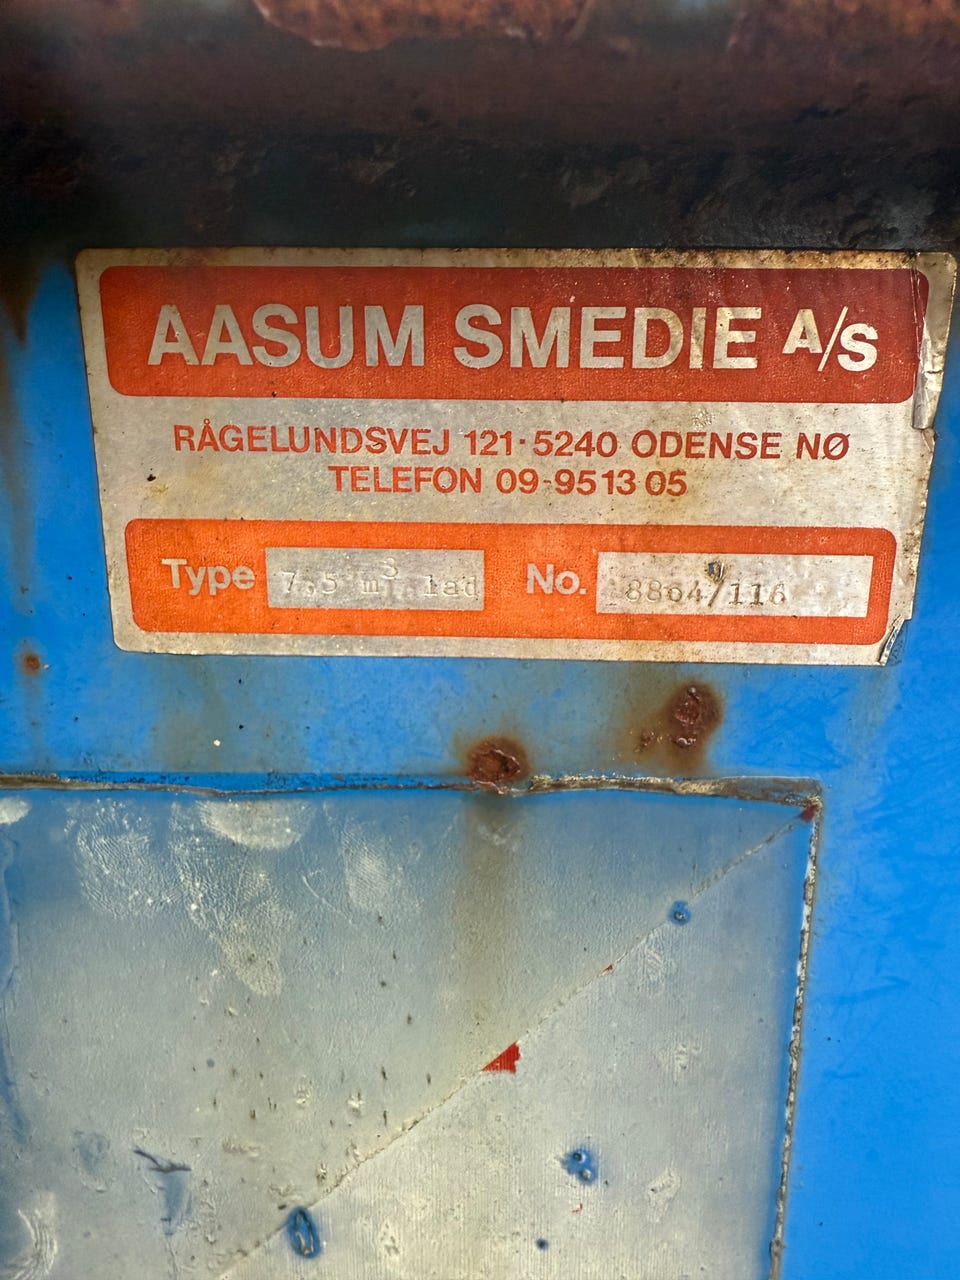 AASUM SMEDIE A/S
RÅGELUNDSVEJ 121·5240 ODENSE NØ
TELEFON 09-95 13 05
Type 7,5 m³ lad No. 8864/116